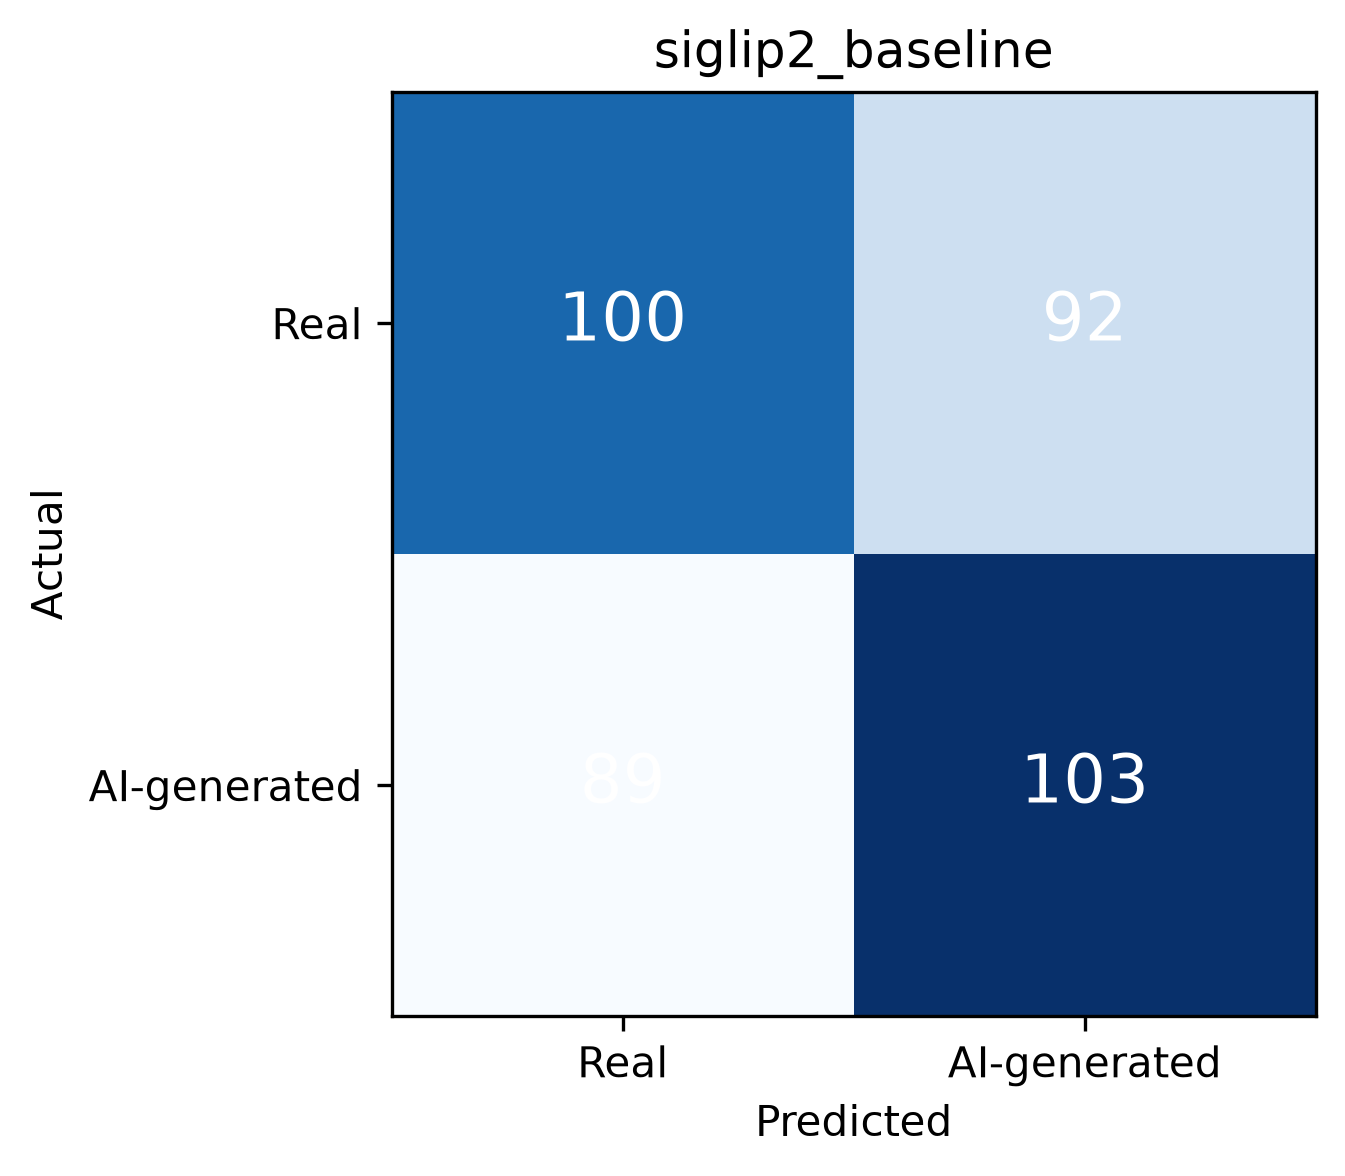 siglip2_baseline
Actual
Real
100 92
AI-generated
89 103
Real AI-generated
Predicted